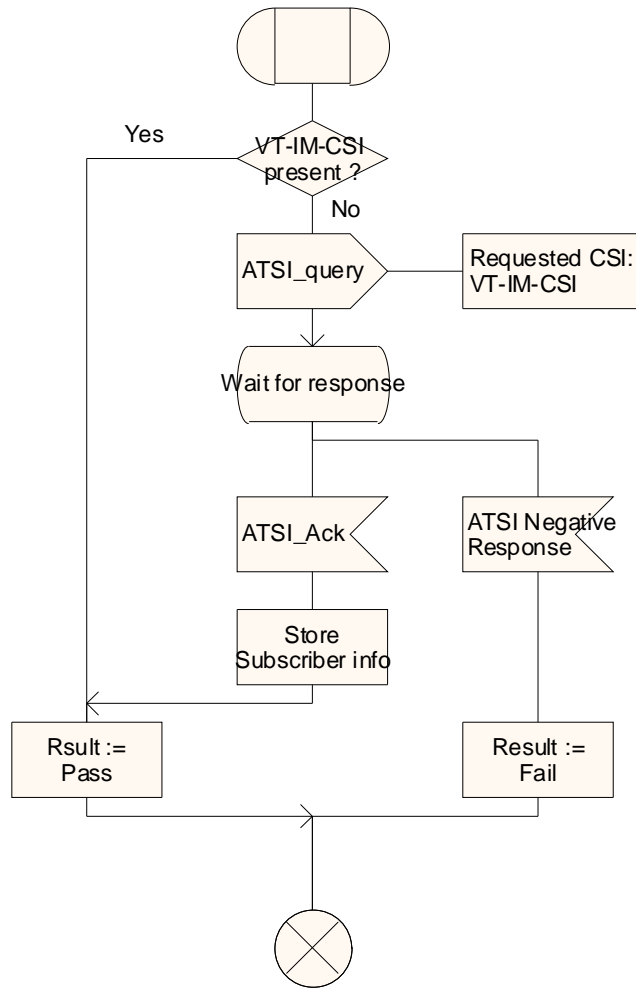 Yes
VT-IM-CSI
present ?
No
ATSI_query
Requested CSI:
VT-IM-CSI
Wait for response
ATSI_Ack
ATSI Negative
Response
Store
Subscriber info
Rsult :=
Pass
Result :=
Fail